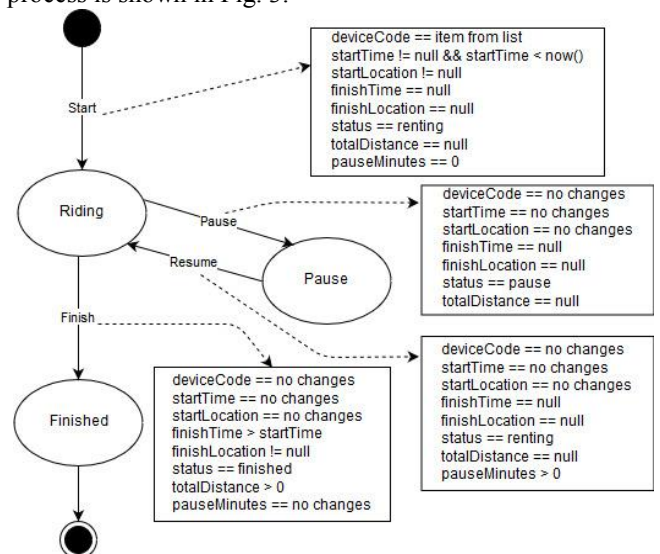 process is shown in Fig. 3.
deviceCode == item from list
startTime != null && startTime < now()
startLocation != null
finishTime == null
finishLocation == null
status == renting
totalDistance == null
pauseMinutes == 0
Start
Riding
Pause
deviceCode == no changes
startTime == no changes
startLocation == no changes
finishTime == null
finishLocation == null
status == pause
totalDistance == null
Resume
Pause
Finish
deviceCode == no changes
startTime == no changes
startLocation == no changes
finishTime == null
finishLocation == null
status == renting
totalDistance == null
pauseMinutes > 0
deviceCode == no changes
startTime == no changes
startLocation == no changes
finishTime > startTime
finishLocation != null
status == finished
totalDistance > 0
pauseMinutes == no changes
Finished